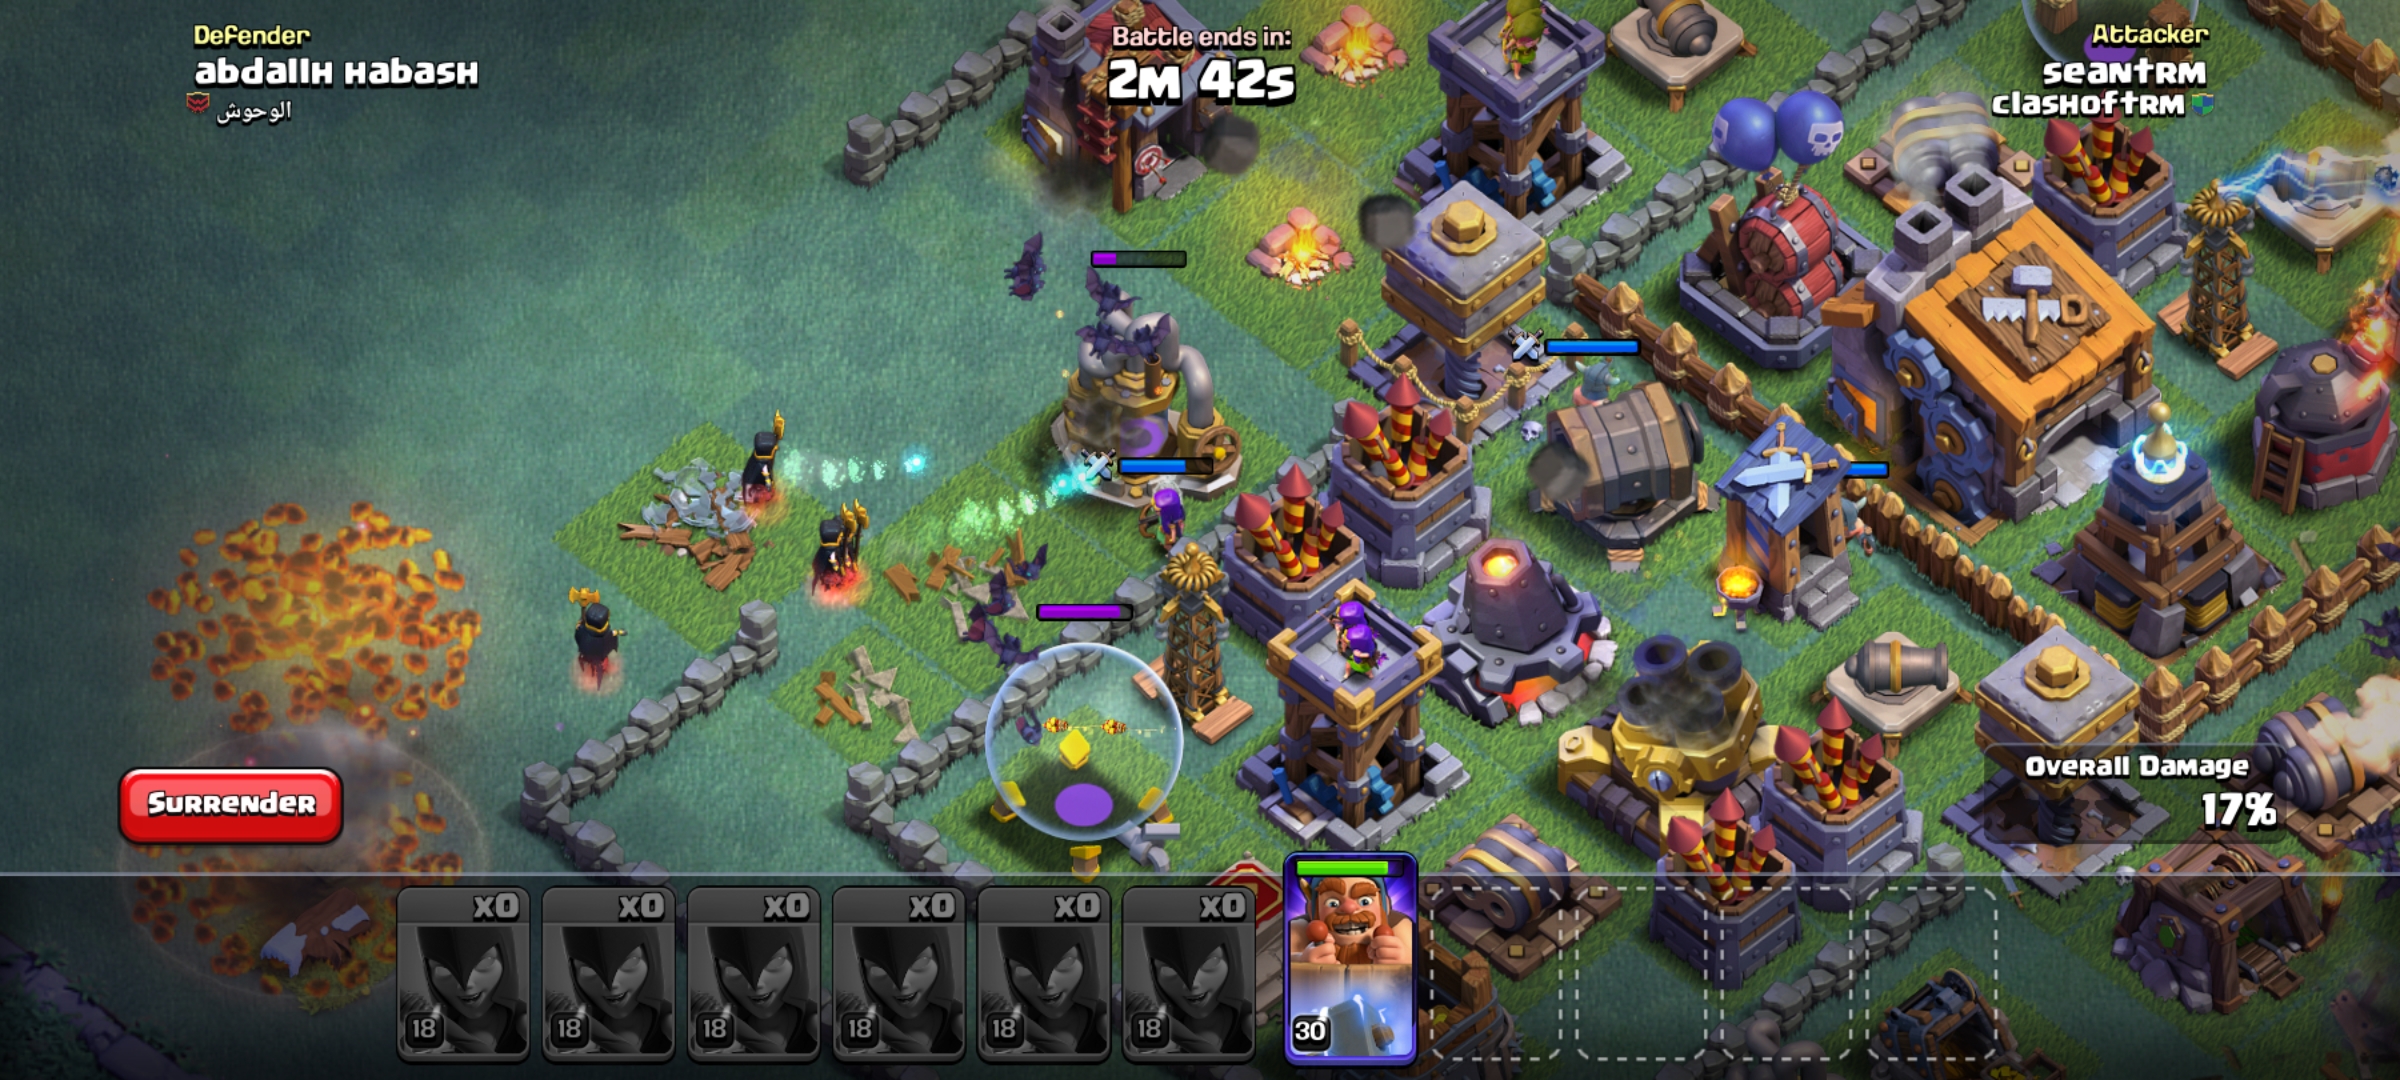 Defender
abdallh habash
الوحوش
Battle ends in:
2m 42s
Attacker
seantrm
clashoftrm
Surrender
Overall Damage
17%
x0
x0
x0
x0
x0
x0
18
18
18
18
18
18
30